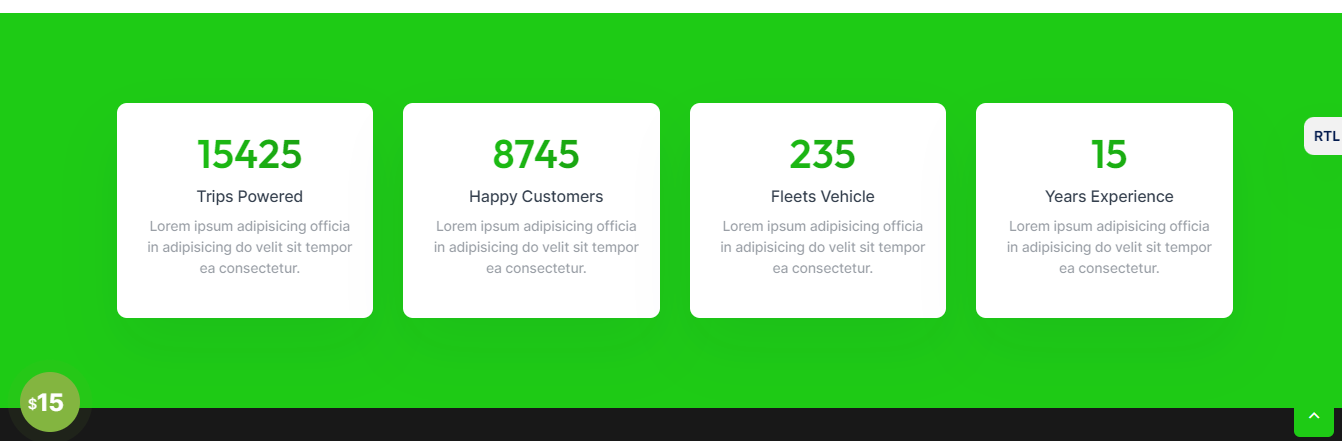 15425
Trips Powered
Lorem ipsum adipisicing officia
in adipisicing do velit sit tempor
ea consectetur.
8745
Happy Customers
Lorem ipsum adipisicing officia
in adipisicing do velit sit tempor
ea consectetur.
235
Fleets Vehicle
Lorem ipsum adipisicing officia
in adipisicing do velit sit tempor
ea consectetur.
15
Years Experience
Lorem ipsum adipisicing officia
in adipisicing do velit sit tempor
ea consectetur.
RTL
$15